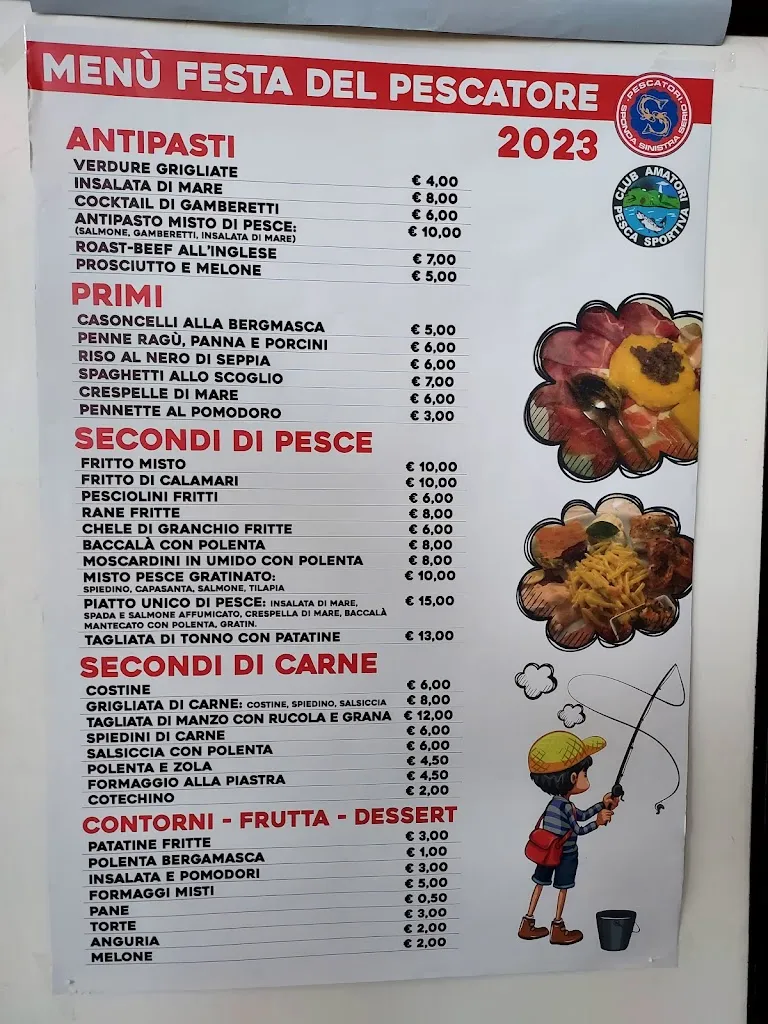 MENÙ FESTA DEL PESCATORE
2023
PESCATORI
SPONDA SINISTRA SERIO
SS
CLUB AMATORI
PESCA SPORTIVA
ANTIPASTI
VERDURE GRIGLIATE € 4,00
INSALATA DI MARE € 8,00
COCKTAIL DI GAMBERETTI € 6,00
ANTIPASTO MISTO DI PESCE: € 10,00
(SALMONE, GAMBERETTI, INSALATA DI MARE)
ROAST-BEEF ALL'INGLESE € 7,00
PROSCIUTTO E MELONE € 5,00
PRIMI
CASONCELLI ALLA BERGMASCA € 5,00
PENNE RAGÙ, PANNA E PORCINI € 6,00
RISO AL NERO DI SEPPIA € 6,00
SPAGHETTI ALLO SCOGLIO € 7,00
CRESPELLE DI MARE € 6,00
PENNETTE AL POMODORO € 3,00
SECONDI DI PESCE
FRITTO MISTO € 10,00
FRITTO DI CALAMARI € 10,00
PESCIOLINI FRITTI € 6,00
RANE FRITTE € 8,00
CHELE DI GRANCHIO FRITTE € 6,00
BACCALÀ CON POLENTA € 8,00
MOSCARDINI IN UMIDO CON POLENTA € 8,00
MISTO PESCE GRATINATO: € 10,00
SPIEDINO, CAPASANTA, SALMONE, TILAPIA
PIATTO UNICO DI PESCE: INSALATA DI MARE, € 15,00
SPADA E SALMONE AFFUMICATO, CRESPELLA DI MARE, BACCALÀ
MANTECATO CON POLENTA, GRATIN.
TAGLIATA DI TONNO CON PATATINE € 13,00
SECONDI DI CARNE
COSTINE € 6,00
GRIGLIATA DI CARNE: COSTINE, SPIEDINO, SALSICCIA € 8,00
TAGLIATA DI MANZO CON RUCOLA E GRANA € 12,00
SPIEDINI DI CARNE € 6,00
SALSICCIA CON POLENTA € 6,00
POLENTA E ZOLA € 4,50
FORMAGGIO ALLA PIASTRA € 4,50
COTECHINO € 2,00
CONTORNI - FRUTTA - DESSERT
PATATINE FRITTE € 3,00
POLENTA BERGAMASCA € 1,00
INSALATA E POMODORI € 3,00
FORMAGGI MISTI € 5,00
PANE € 0,50
TORTE € 3,00
ANGURIA € 2,00
MELONE € 2,00